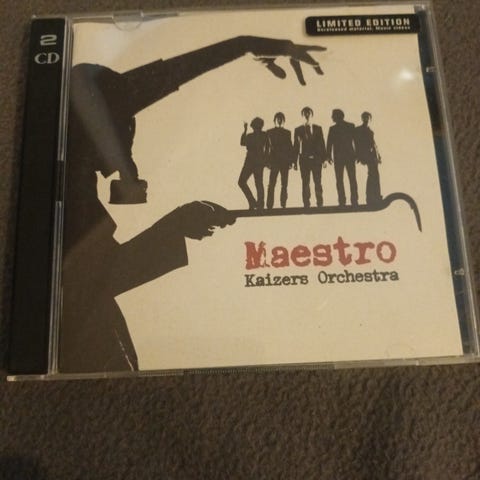 2
CD
LIMITED EDITION
Unreleased material, Music videos
Maestro
Kaizers Orchestra